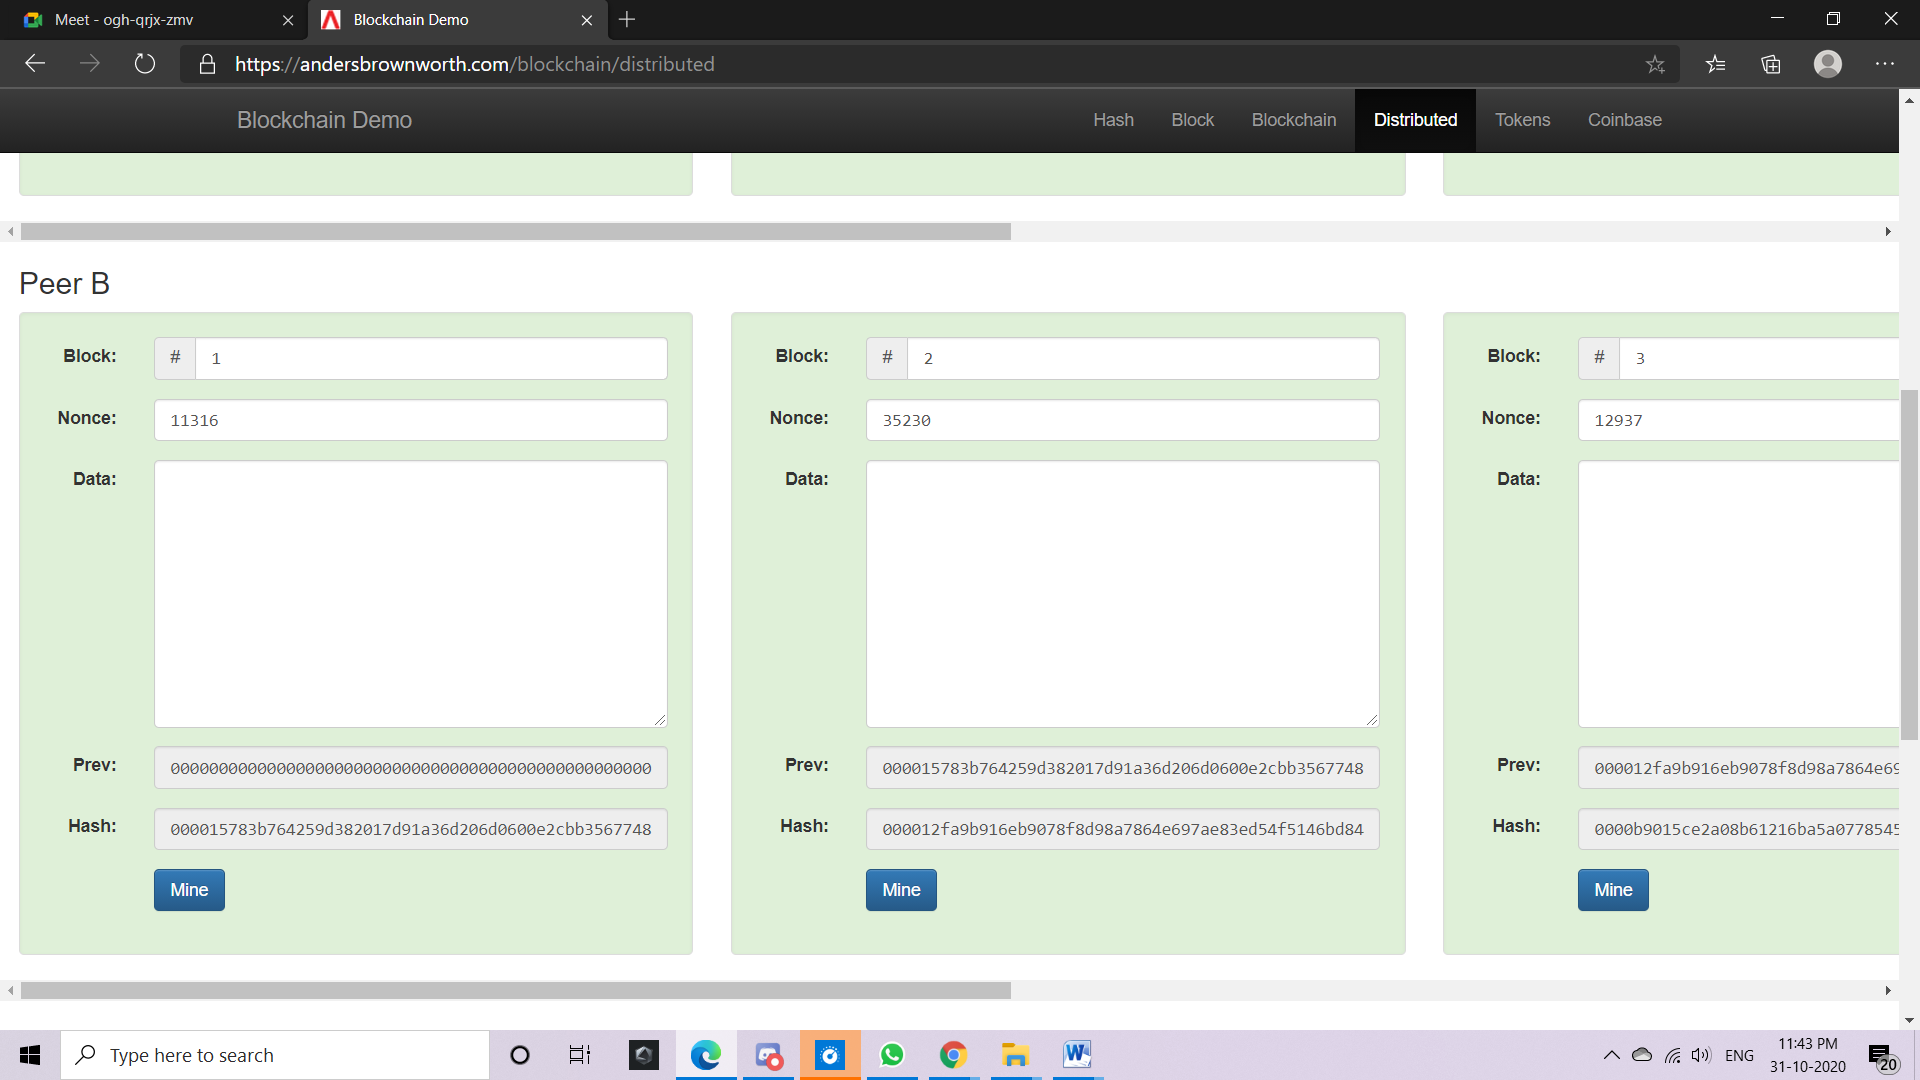 Meet - ogh-qrjx-zmv
Blockchain Demo
https://andersbrownworth.com/blockchain/distributed
Blockchain Demo Hash Block Blockchain Distributed Tokens Coinbase
Peer B
Block: # 1
Nonce: 11316
Data:
Prev: 00000000000000000000000000000000000000000000000000
Hash: 000015783b764259d382017d91a36d206d0600e2cbb3567748
Mine
Block: # 2
Nonce: 35230
Data:
Prev: 000015783b764259d382017d91a36d206d0600e2cbb3567748
Hash: 000012fa9b916eb9078f8d98a7864e697ae83ed54f5146bd84
Mine
Block: # 3
Nonce: 12937
Data:
Prev: 000012fa9b916eb9078f8d98a7864e69
Hash: 0000b9015ce2a08b61216ba5a0778545
Mine
Type here to search
ENG
11:43 PM
31-10-2020
20